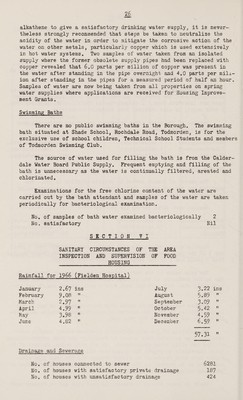 16
alkathene to give a satisfactory drinking water supply, it is never-
theless strongly recommended that steps be taken to neutralise the
acidity of the water in order to mitigate the corrosive action of the
water on other metals, particularly copper which is used extensively
in hot water systems. Two samples of water taken from an isolated
supply where the former obsolete supply pipes had been replaced with
copper revealed that 6.0 parts per million of copper was present in
the water after standing in the pipe overnight and 4.0 parts per mil-
lion after standing in the pipes for a measured period of half an hour.
Samples of water are now being taken from all properties on spring
water supplies where applications are received for Housing Improve-
ment Grants.
Swimming Baths
There are no public swimming baths in the Borough. The swimming
bath situated at Shade School, Rochdale Road, Todmorden, is for the
exclusive use of school children, Technical School Students and members
of Todmorden Swimming Club.
The source of water used for filling the bath is from the Calder-
dale Water Board Public Supply. Frequent emptying and filling of the
bath is unnecessary as the water is continually filtered, aerated and
chlorinated.
Examinations for the free chlorine content of the water are
carried out by the bath attendant and samples of the water are taken
periodically for bacteriological examination.
No. of samples of bath water examined bacteriologically 2
No. satisfactory Nil
SECTION VI
SANITARY CIRCUMSTANCES OF THE AREA
INSPECTION AND SUPERVISION OF FOOD
HOUSING
Rainfall for 1966 (Fielden Hospital)
January 2.67 ins July 3.72 ins
February 9.08 " August 5.89 "
March 2.97 " September 3.79 "
April 4.99 " October 5.42 "
May 3.98 " November 4.59 "
June 4.62 " December 6.59 "
57.31 "
Drainage and Sewerage
No. of houses connected to sewer 6281
No. of houses with satisfactory private drainage 187
No. of houses with unsatisfactory drainage 424